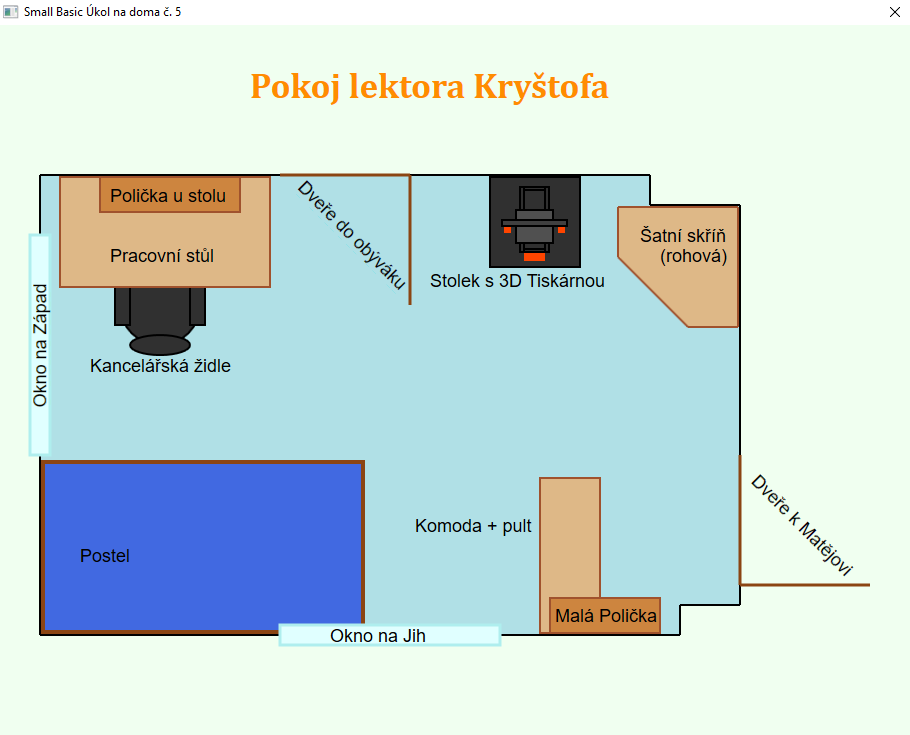 Small Basic Úkol na doma č. 5
Pokoj lektora Kryštofa
Polička u stolu
Pracovní stůl
Kancelářská židle
Okno na Západ
Dveře do obýváku
Stolek s 3D Tiskárnou
Šatní skříň
(rohová)
Dveře k Matějovi
Komoda + pult
Malá Polička
Postel
Okno na Jih